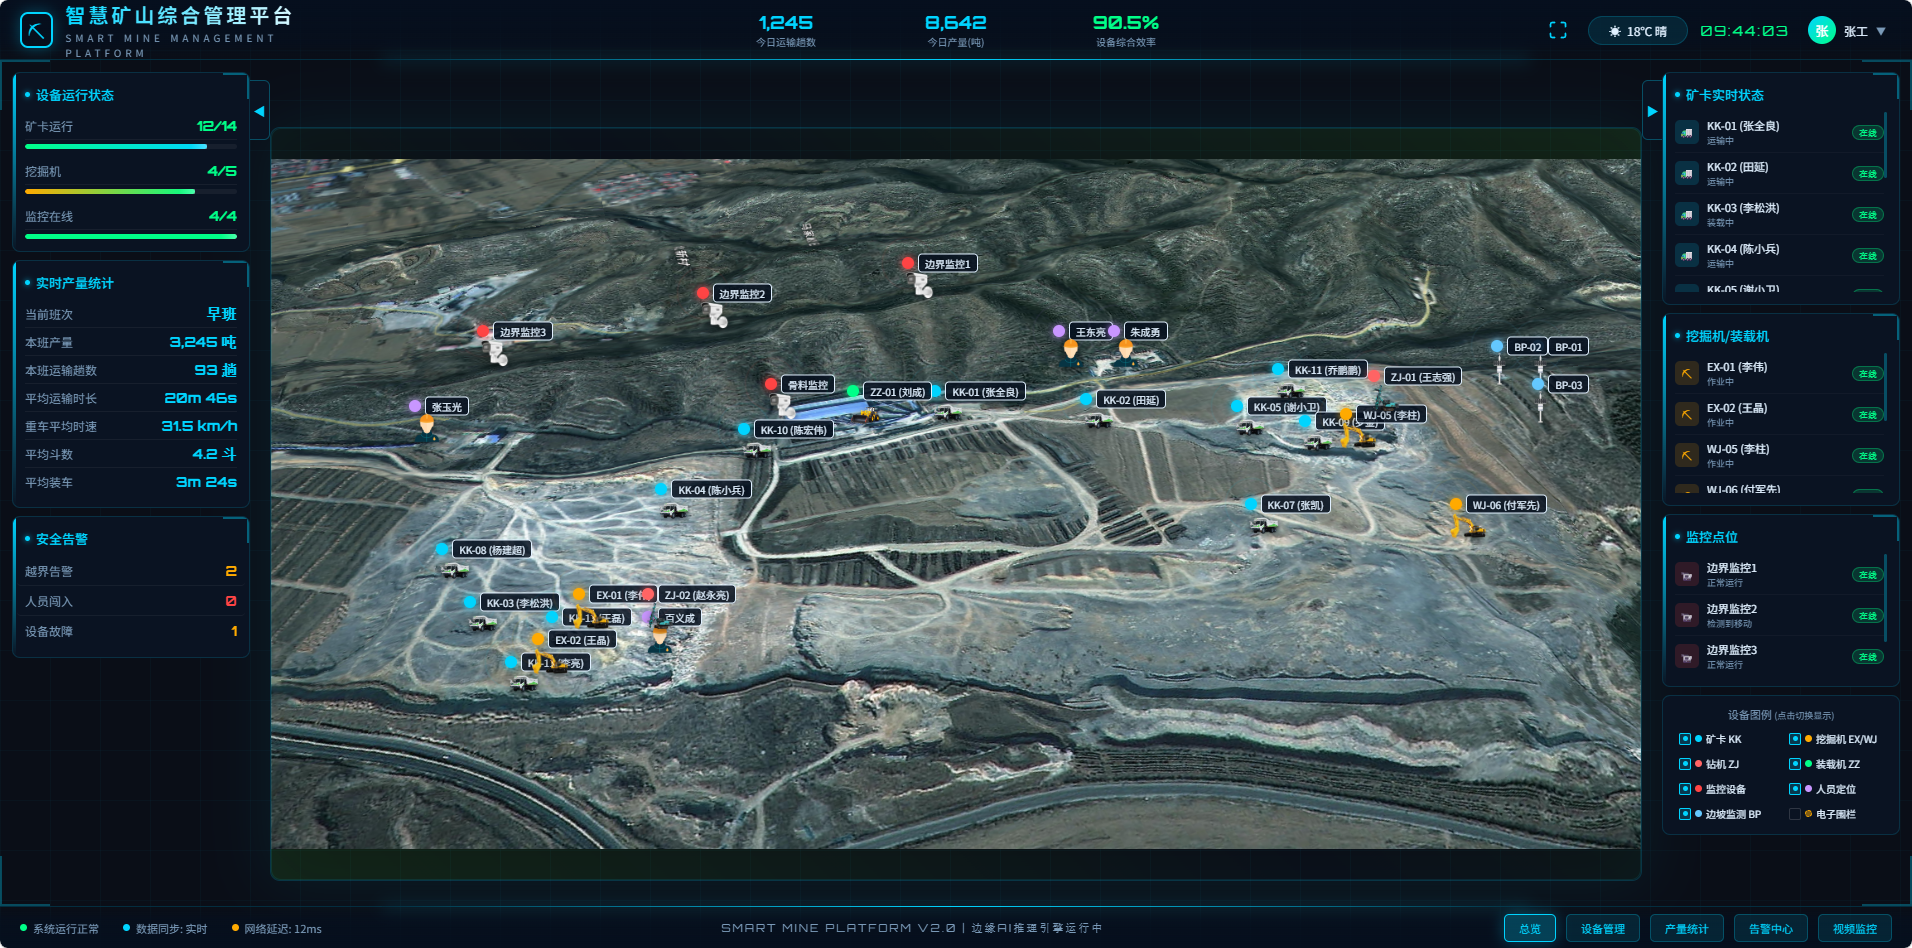 智慧矿山综合管理平台
SMART MINE MANAGEMENT
PLATFORM
1,245
今日运输趟数
8,642
今日产量(吨)
90.5%
设备综合效率
18°C 晴
09:44:03
张
张工 ▼
设备运行状态
矿卡运行 12/14
挖掘机 4/5
监控在线 4/4
实时产量统计
当前班次 早班
本班产量 3,245 吨
本班运输趟数 93 趟
平均运输时长 20m 46s
重车平均时速 31.5 km/h
平均斗数 4.2 斗
平均装车 3m 24s
安全告警
越界告警 2
人员闯入 0
设备故障 1
◀
边界监控1
边界监控2
边界监控3
王东亮
朱成勇
BP-02
BP-01
BP-03
KK-11 (乔鹏鹏)
ZJ-01 (王志强)
骨料监控
ZZ-01 (刘成)
KK-01 (张全良)
KK-02 (田延)
张玉光
KK-05 (谢小卫)
WJ-05 (李柱)
KK-10 (陈宏伟)
KK-04 (陈小兵)
KK-07 (张凯)
WJ-06 (付军先)
KK-08 (杨建超)
EX-01 (李伟)
ZJ-02 (赵永亮)
KK-03 (李松洪)
百义成
EX-02 (王晶)
▶
矿卡实时状态
KK-01 (张全良)
运输中
在线
KK-02 (田延)
运输中
在线
KK-03 (李松洪)
装载中
在线
KK-04 (陈小兵)
运输中
在线
KK-05 (谢小卫)
挖掘机/装载机
EX-01 (李伟)
作业中
在线
EX-02 (王晶)
作业中
在线
WJ-05 (李柱)
作业中
在线
WJ-06 (付军先)
监控点位
边界监控1
正常运行
在线
边界监控2
检测到移动
在线
边界监控3
正常运行
在线
设备图例 (点击切换显示)
矿卡 KK
挖掘机 EX/WJ
钻机 ZJ
装载机 ZZ
监控设备
人员定位
边坡监测 BP
电子围栏
系统运行正常
数据同步: 实时
网络延迟: 12ms
SMART MINE PLATFORM V2.0 | 边缘AI推理引擎运行中
总览
设备管理
产量统计
告警中心
视频监控